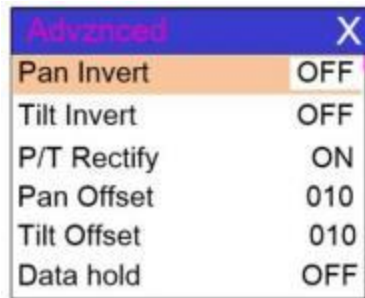 Advznced X
Pan Invert OFF
Tilt Invert OFF
P/T Rectify ON
Pan Offset 010
Tilt Offset 010
Data hold OFF